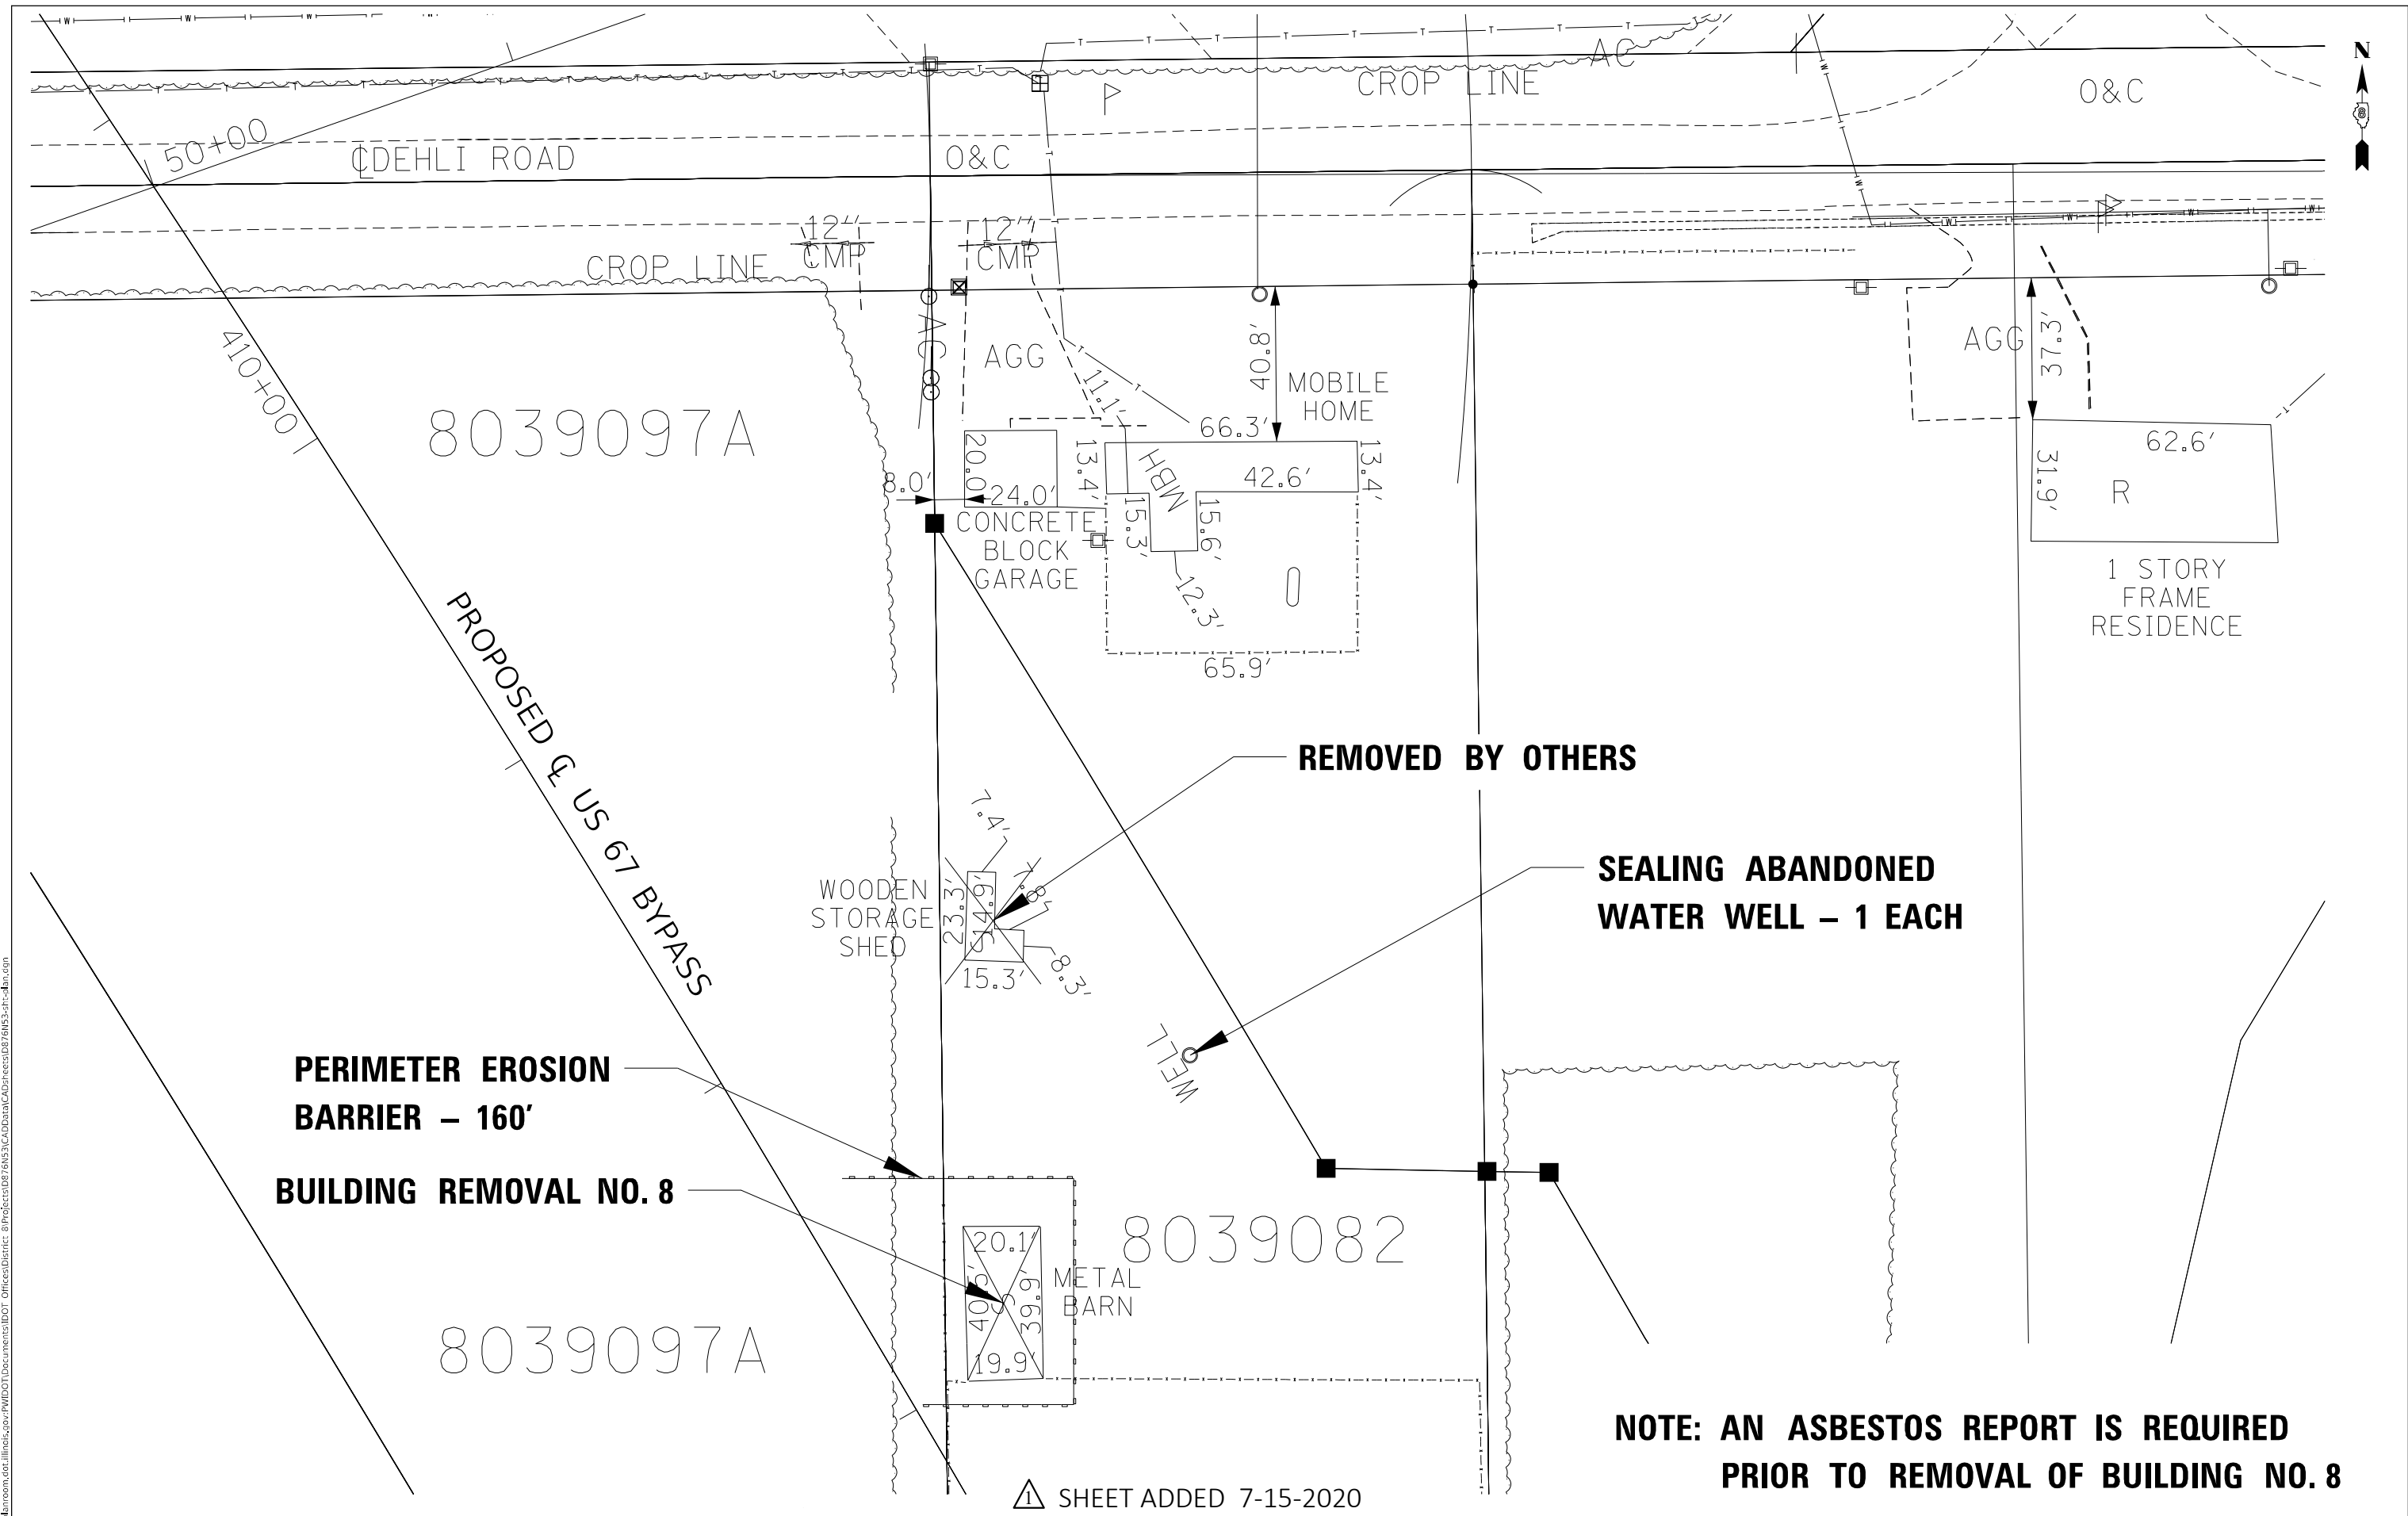 N
8
AC
CROP LINE
O&C
50+00
℄DEHLI ROAD
O&C
12''
CMP
12''
CMP
CROP LINE
410+00
AC
AGG
11.1'
40.8'
MOBILE
HOME
AGG
37.3'
8039097A
66.3'
13.4'
13.4'
MBH
42.6'
62.6'
31.9'
R
20.0'
8.0'
24.0'
CONCRETE
BLOCK
GARAGE
15.3'
15.6'
12.3'
65.9'
1 STORY
FRAME
RESIDENCE
PROPOSED ℄ US 67 BYPASS
REMOVED BY OTHERS
7.4'
7.8'
WOODEN
STORAGE
SHED
23.3'
14.9'
15.3'
8.3'
SEALING ABANDONED
WATER WELL – 1 EACH
WELL
PERIMETER EROSION
BARRIER – 160'
BUILDING REMOVAL NO. 8
20.1'
40.5'
39.9'
19.9'
METAL
BARN
8039082
8039097A
NOTE: AN ASBESTOS REPORT IS REQUIRED
PRIOR TO REMOVAL OF BUILDING NO. 8
1 SHEET ADDED 7-15-2020